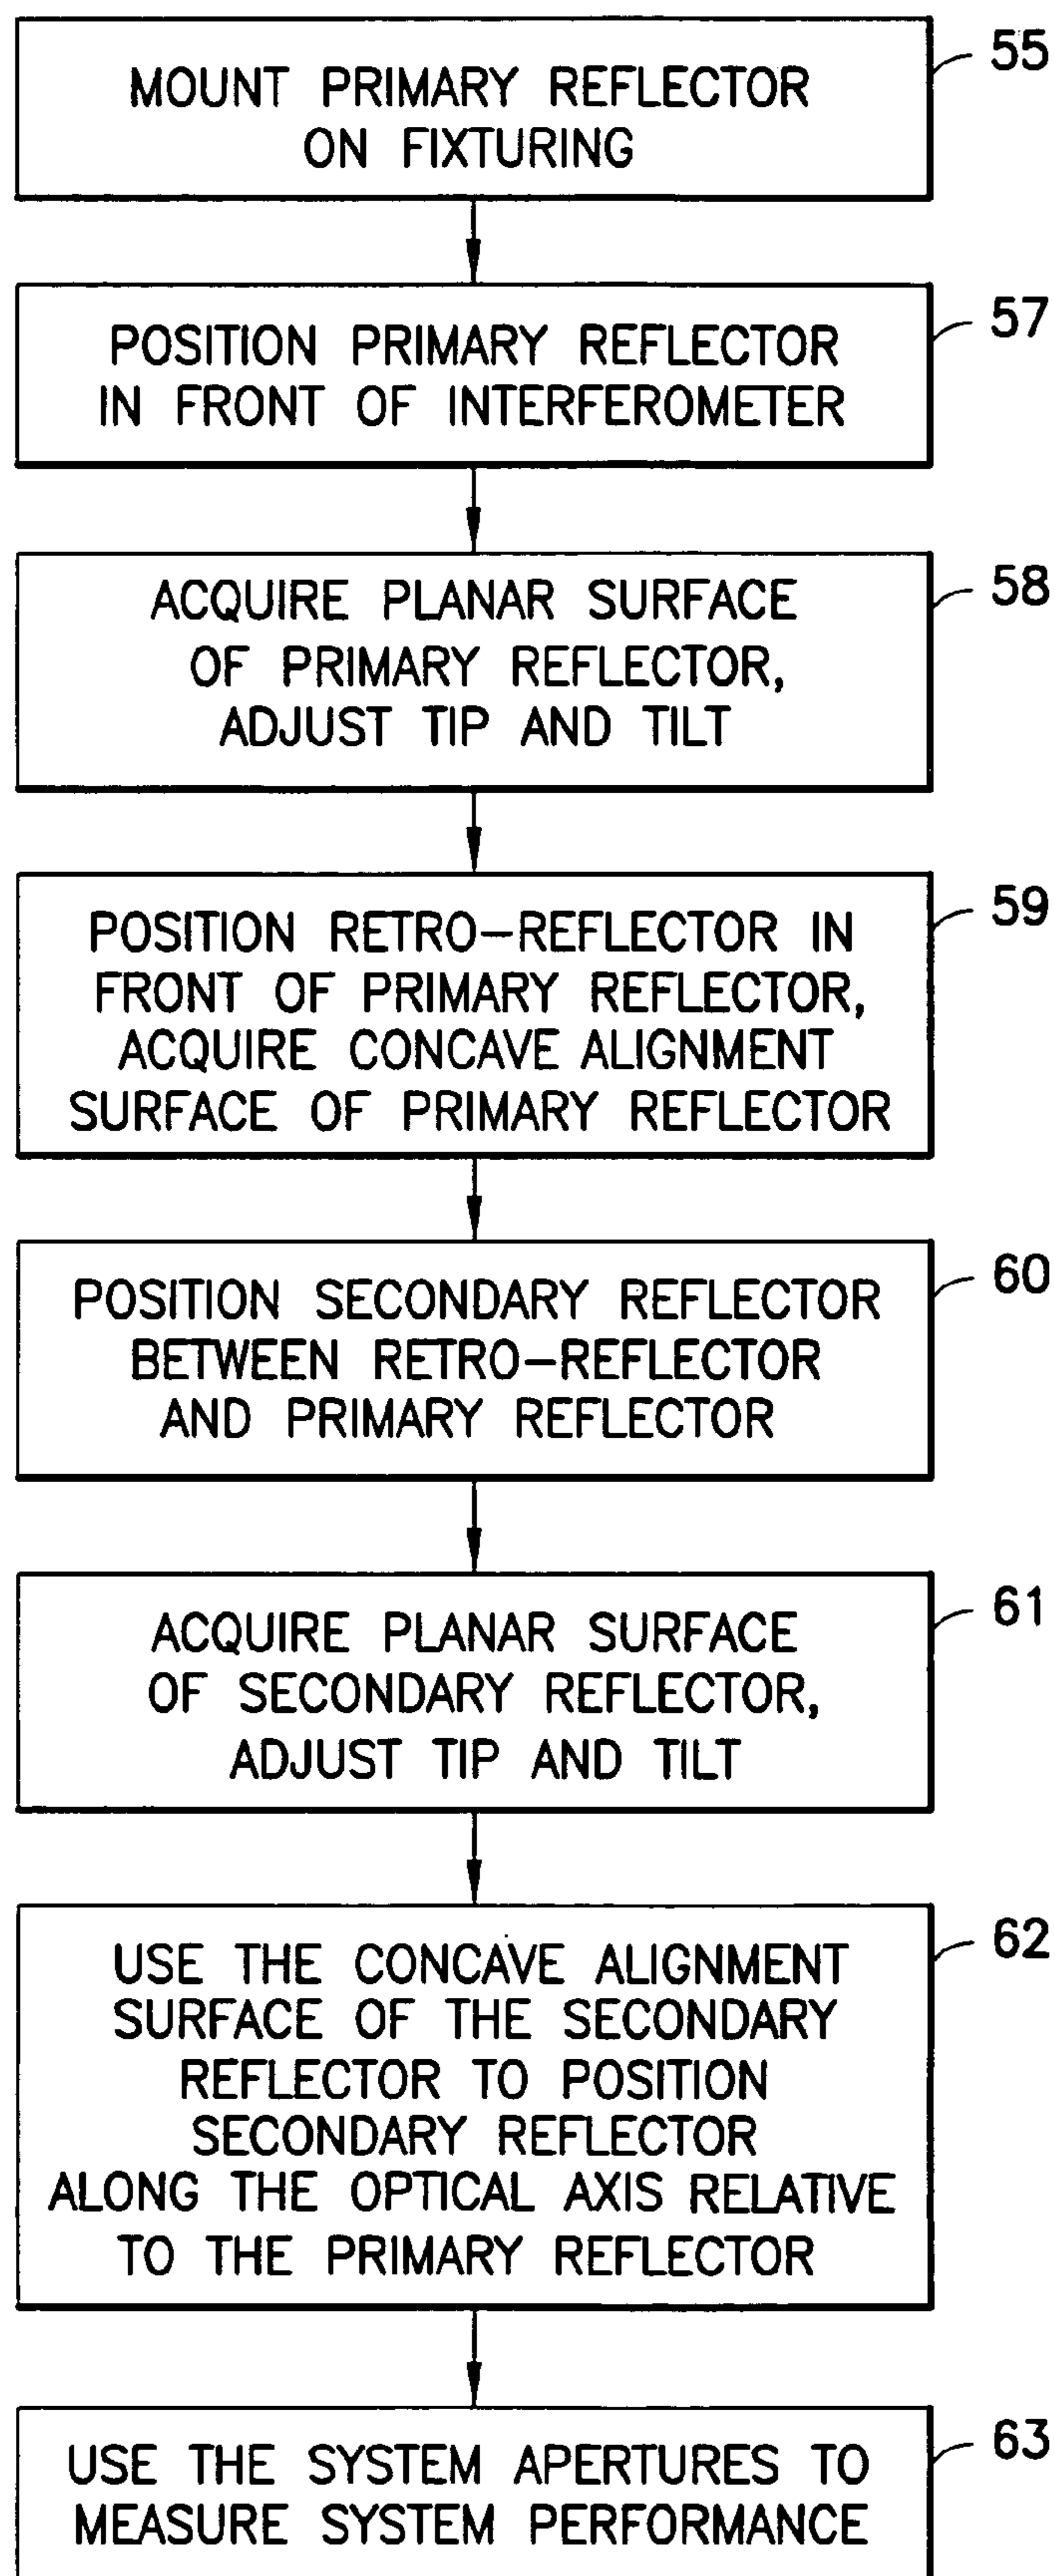 55
MOUNT PRIMARY REFLECTOR
ON FIXTURING
57
POSITION PRIMARY REFLECTOR
IN FRONT OF INTERFEROMETER
58
ACQUIRE PLANAR SURFACE
OF PRIMARY REFLECTOR,
ADJUST TIP AND TILT
59
POSITION RETRO–REFLECTOR IN
FRONT OF PRIMARY REFLECTOR,
ACQUIRE CONCAVE ALIGNMENT
SURFACE OF PRIMARY REFLECTOR
60
POSITION SECONDARY REFLECTOR
BETWEEN RETRO–REFLECTOR
AND PRIMARY REFLECTOR
61
ACQUIRE PLANAR SURFACE
OF SECONDARY REFLECTOR,
ADJUST TIP AND TILT
62
USE THE CONCAVE ALIGNMENT
SURFACE OF THE SECONDARY
REFLECTOR TO POSITION
SECONDARY REFLECTOR
ALONG THE OPTICAL AXIS RELATIVE
TO THE PRIMARY REFLECTOR
63
USE THE SYSTEM APERTURES TO
MEASURE SYSTEM PERFORMANCE